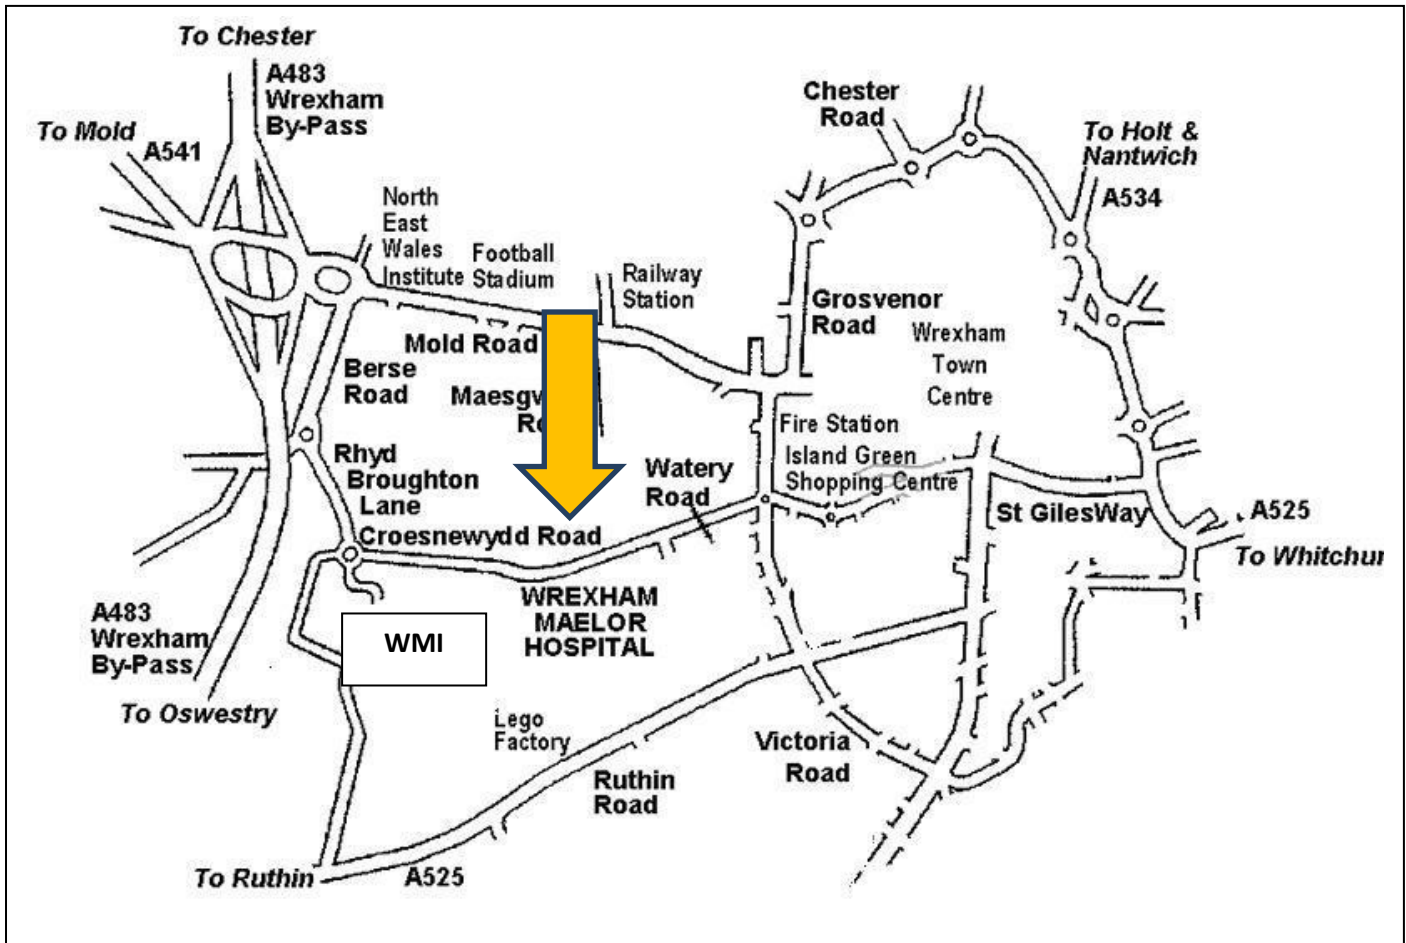 To Chester
A483
Wrexham
By-Pass
To Mold
A541
North
East
Wales
Institute
Football
Stadium
Railway
Station
Chester
Road
To Holt &
Nantwich
A534
Grosvenor
Road
Wrexham
Town
Centre
Mold Road
Berse
Road
Fire Station
Island Green
Shopping Centre
Rhyd
Broughton
Lane
Watery
Road
Croesnewydd Road
St GilesWay
A525
To Whitchur
WREXHAM
MAELOR
HOSPITAL
A483
Wrexham
By-Pass
WMI
To Oswestry
Lego
Factory
Victoria
Road
Ruthin
Road
To Ruthin
A525